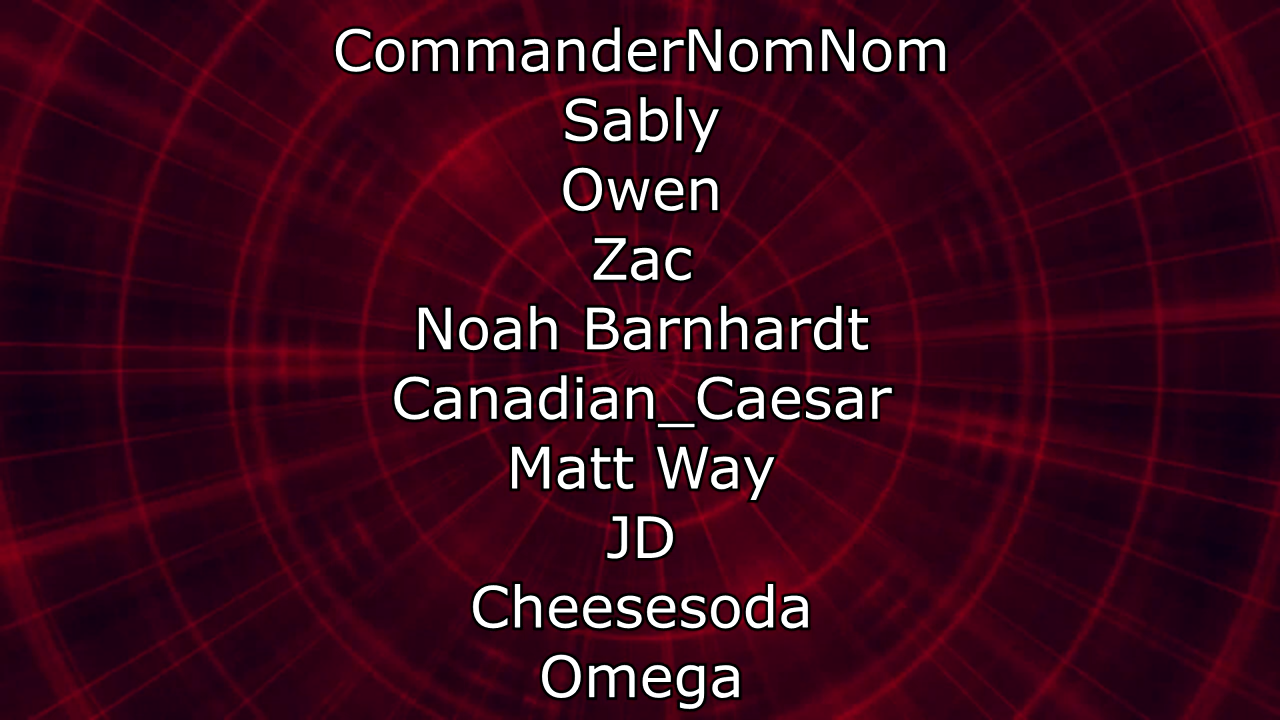 CommanderNomNom
Sably
Owen
Zac
Noah Barnhardt
Canadian_Caesar
Matt Way
JD
Cheesesoda
Omega